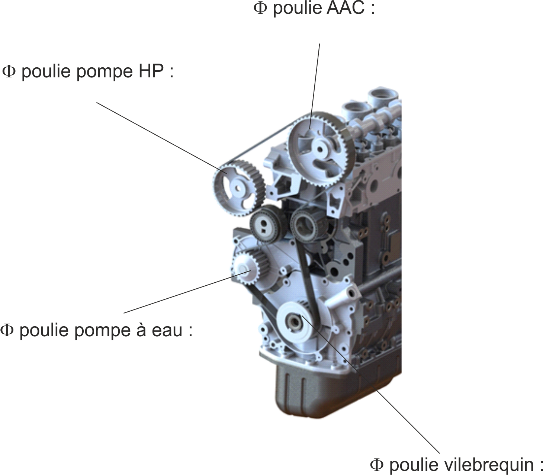 Φ poulie AAC :
Φ poulie pompe HP :
Φ poulie pompe à eau :
Φ poulie vilebrequin :